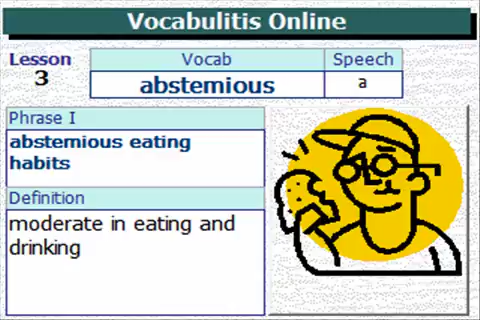 Vocabulitis Online
Lesson
3
Vocab
Speech
abstemious
a
Phrase I
abstemious eating
habits
Definition
moderate in eating and
drinking